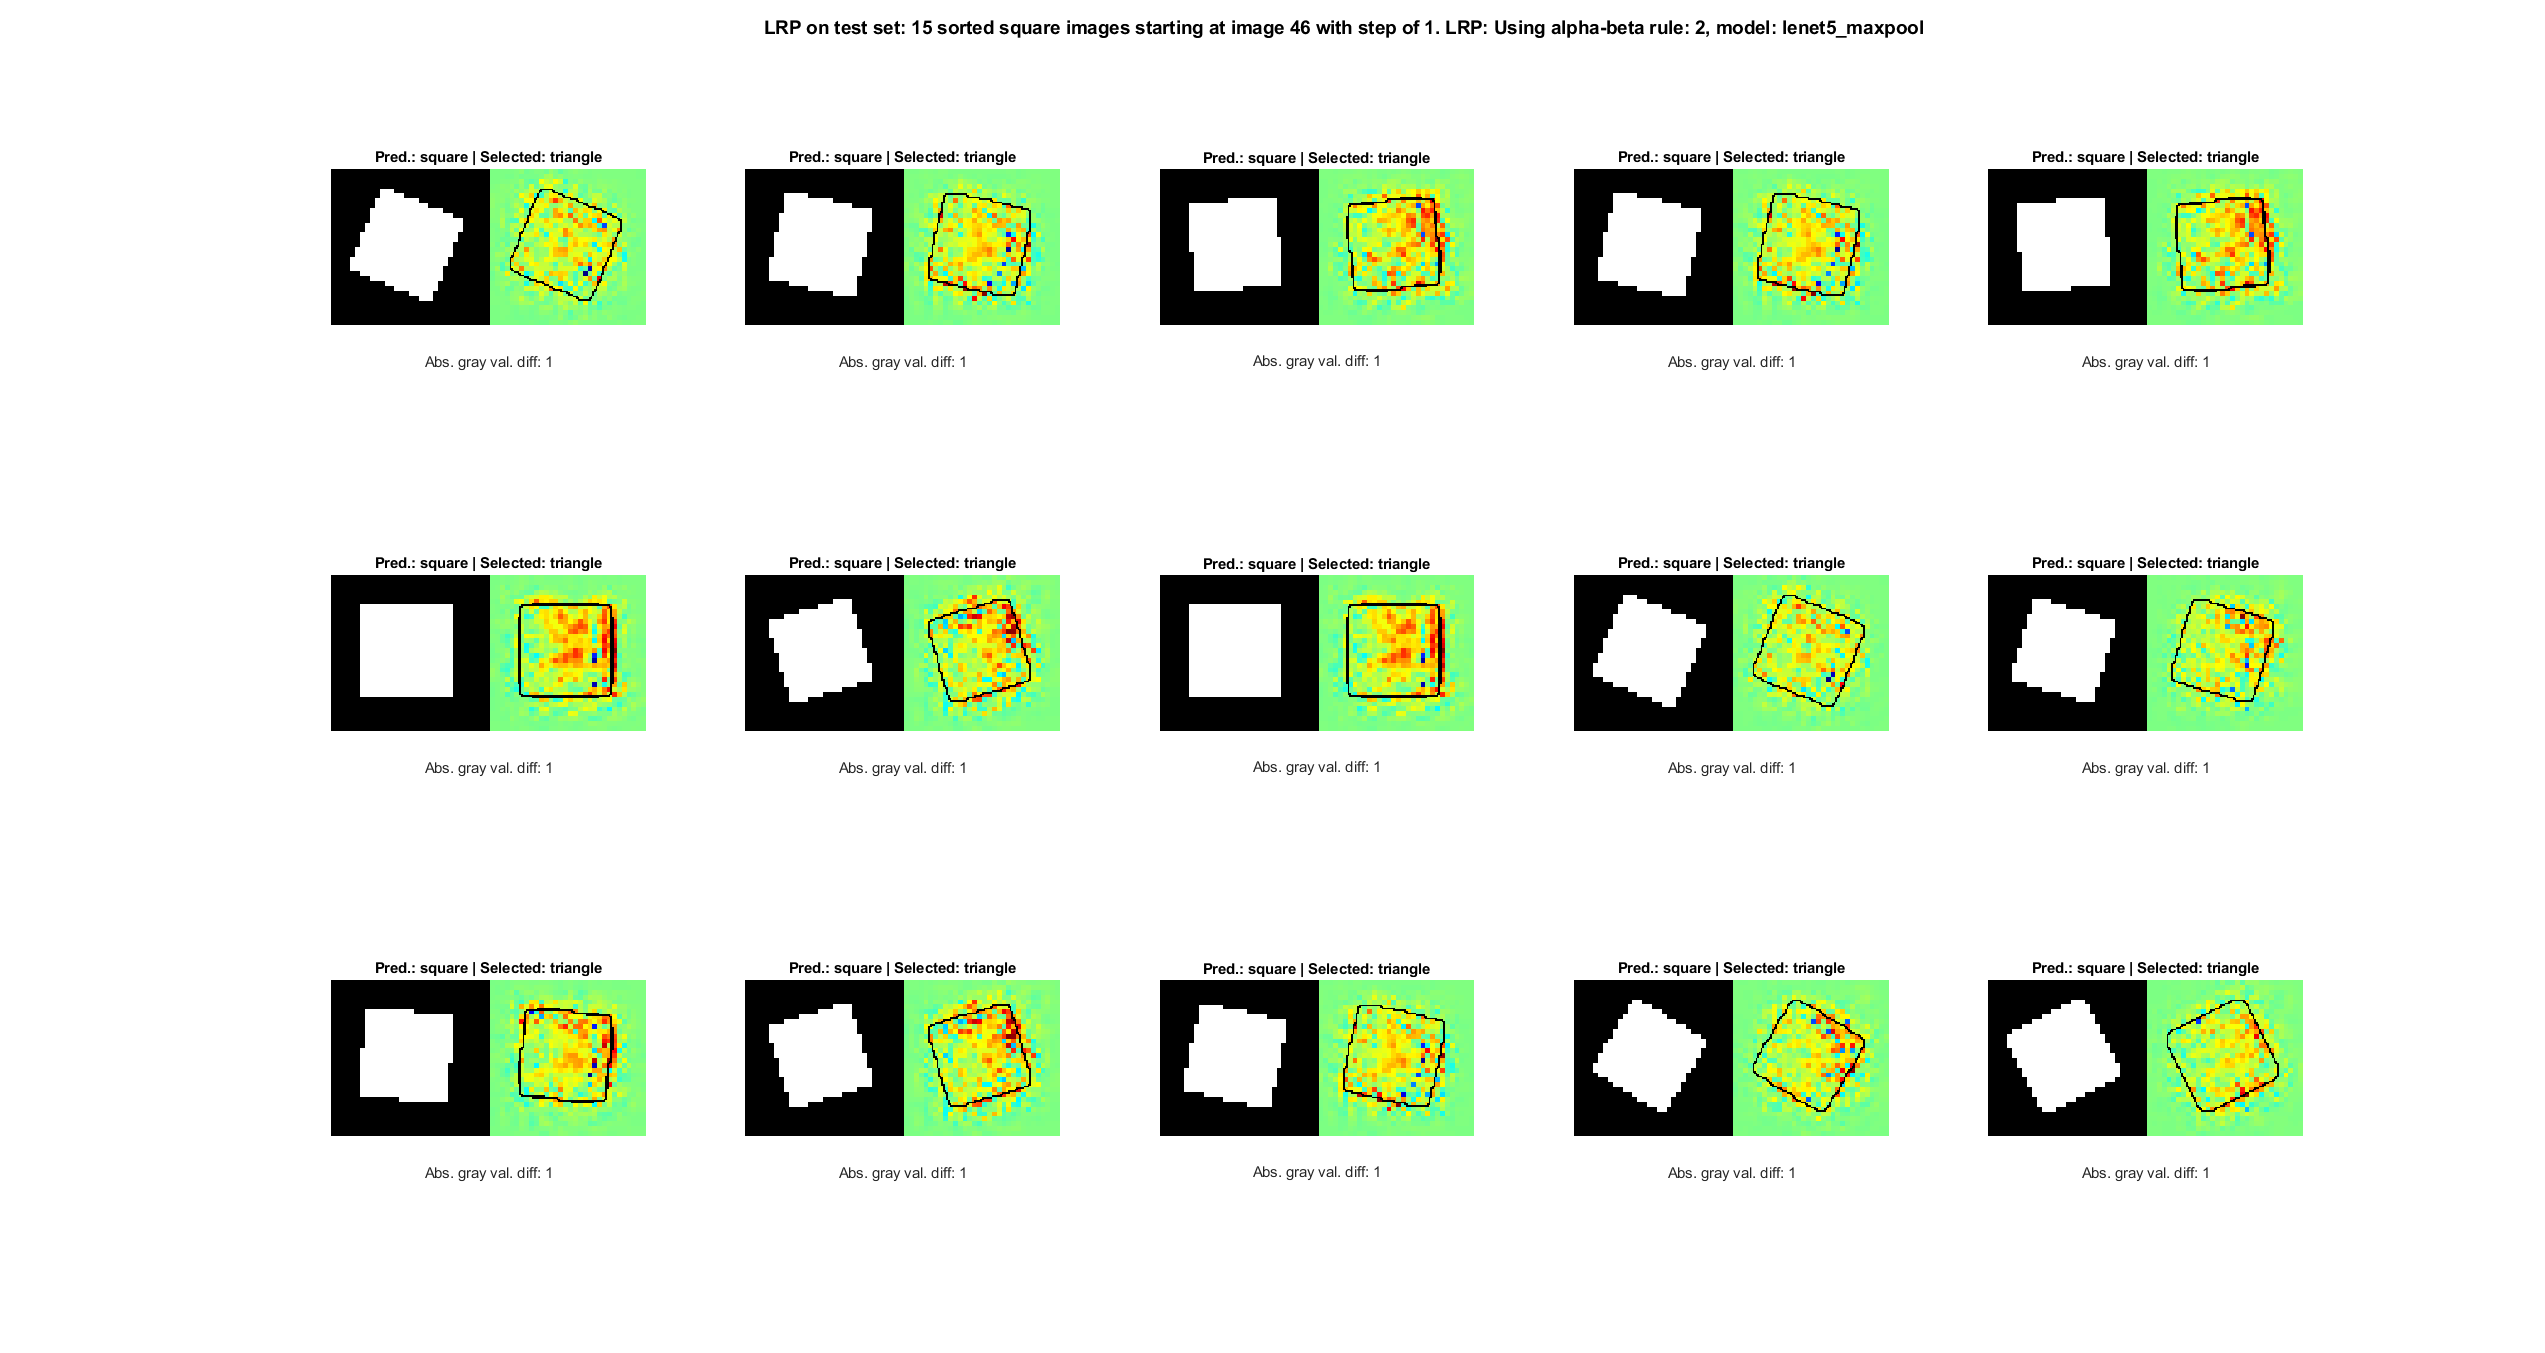 LRP on test set: 15 sorted square images starting at image 46 with step of 1. LRP: Using alpha-beta rule: 2, model: lenet5_maxpool
Pred.: square | Selected: triangle
Pred.: square | Selected: triangle
Pred.: square | Selected: triangle
Pred.: square | Selected: triangle
Pred.: square | Selected: triangle
Abs. gray val. diff: 1
Abs. gray val. diff: 1
Abs. gray val. diff: 1
Abs. gray val. diff: 1
Abs. gray val. diff: 1
Pred.: square | Selected: triangle
Pred.: square | Selected: triangle
Pred.: square | Selected: triangle
Pred.: square | Selected: triangle
Pred.: square | Selected: triangle
Abs. gray val. diff: 1
Abs. gray val. diff: 1
Abs. gray val. diff: 1
Abs. gray val. diff: 1
Abs. gray val. diff: 1
Pred.: square | Selected: triangle
Pred.: square | Selected: triangle
Pred.: square | Selected: triangle
Pred.: square | Selected: triangle
Pred.: square | Selected: triangle
Abs. gray val. diff: 1
Abs. gray val. diff: 1
Abs. gray val. diff: 1
Abs. gray val. diff: 1
Abs. gray val. diff: 1